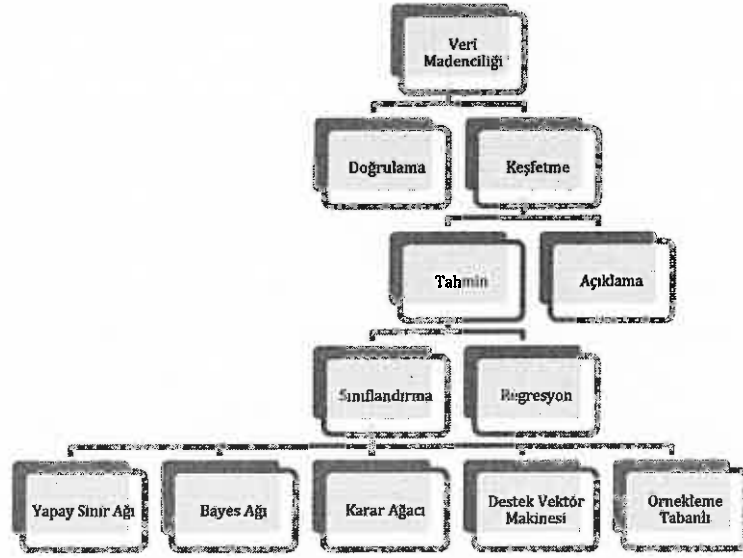 Veri
Madenciliği
Doğrulama
Keşfetme
Tahmin
Açıklama
Sınıflandırma
Regresyon
Yapay Sinir Ağı
Bayes Ağı
Karar Ağacı
Destek Vektör
Makinesi
Ornekleme
Tabanlı